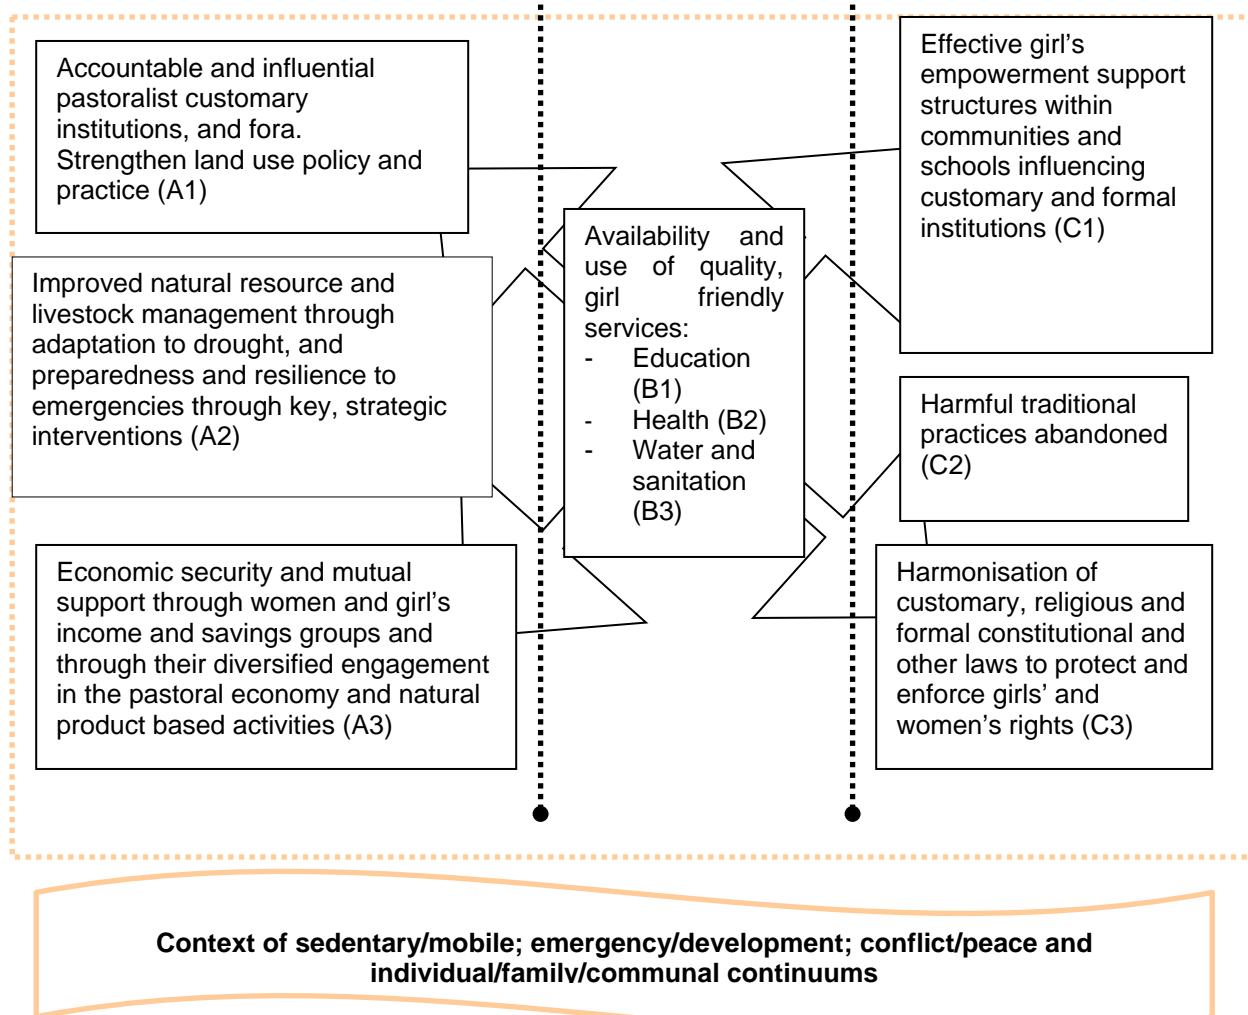 Accountable and influential
pastoralist customary
institutions, and fora.
Strengthen land use policy and
practice (A1)
Improved natural resource and
livestock management through
adaptation to drought, and
preparedness and resilience to
emergencies through key, strategic
interventions (A2)
Economic security and mutual
support through women and girl's
income and savings groups and
through their diversified engagement
in the pastoral economy and natural
product based activities (A3)
Availability and
use of quality,
girl friendly
services:
- Education
(B1)
- Health (B2)
- Water and
sanitation
(B3)
Effective girl's
empowerment support
structures within
communities and
schools influencing
customary and formal
institutions (C1)
Harmful traditional
practices abandoned
(C2)
Harmonisation of
customary, religious and
formal constitutional and
other laws to protect and
enforce girls' and
women's rights (C3)
Context of sedentary/mobile; emergency/development; conflict/peace and
individual/family/communal continuums